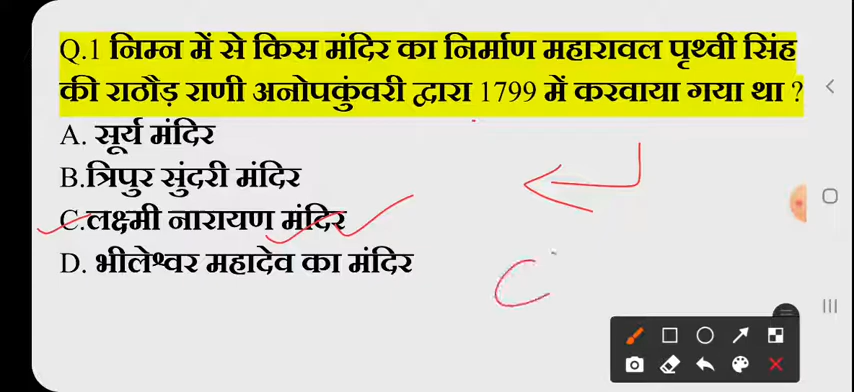 Q.1 निम्न में से किस मंदिर का निर्माण महारावल पृथ्वी सिंह
की राठौड़ राणी अनोपकुंवरी द्वारा 1799 में करवाया गया था ?
A. सूर्य मंदिर
B.त्रिपुर सुंदरी मंदिर
C.लक्ष्मी नारायण मंदिर
D. भीलेश्वर महादेव का मंदिर
C